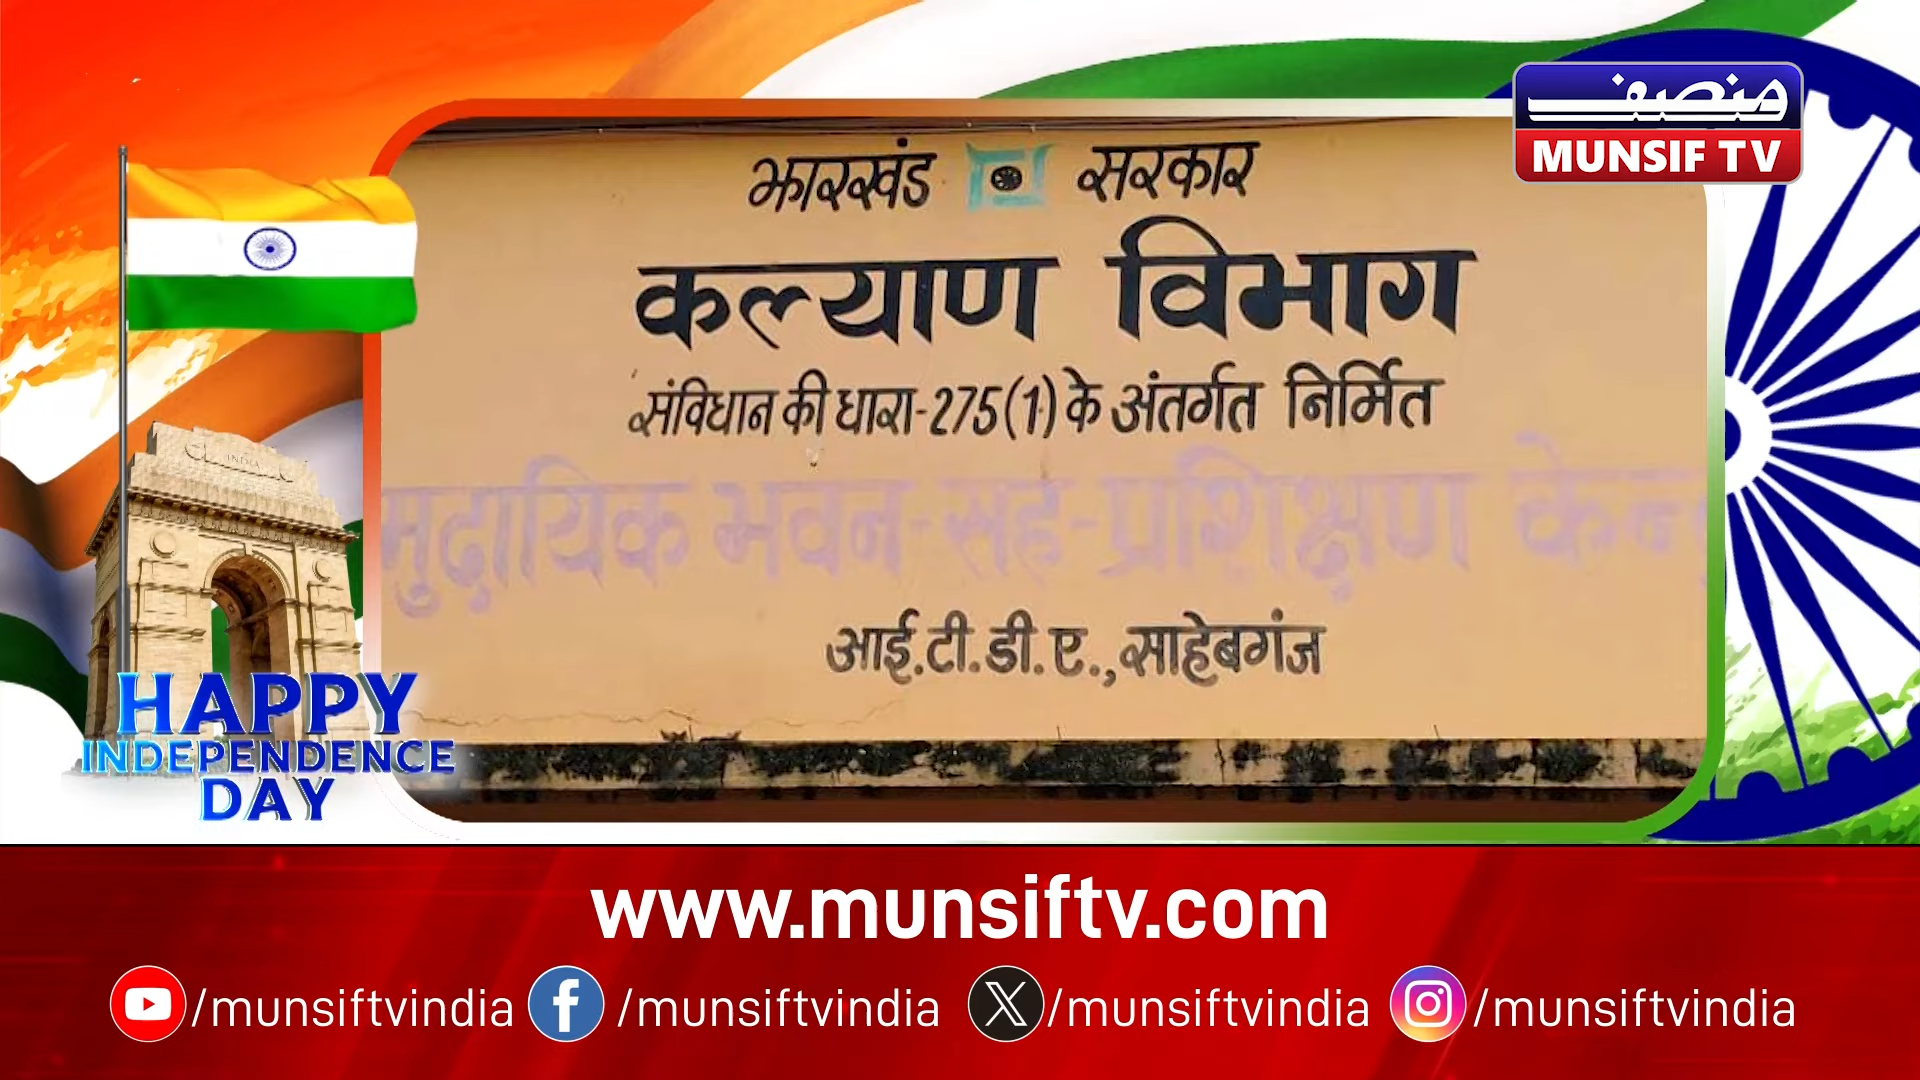 منصف
MUNSIF TV
झारखंड सरकार
कल्याण विभाग
संविधान की धारा-275(1) के अंतर्गत निर्मित
मुदायिक भवन सह-प्रशिक्षण केन्द्र
आई.टी.डी.ए., साहेबगंज
INDIA
HAPPY
INDEPENDENCE
DAY
www.munsiftv.com
/munsiftvindia /munsiftvindia /munsiftvindia /munsiftvindia